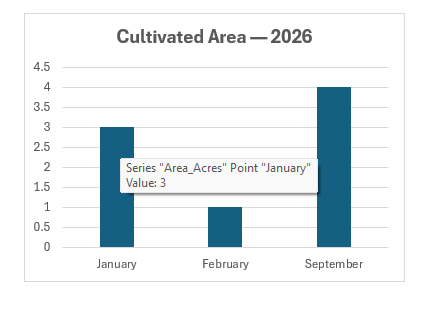 Cultivated Area — 2026
4.5
4
3.5
3
2.5
2
1.5
1
0.5
0
Series "Area_Acres" Point "January"
Value: 3
January February September